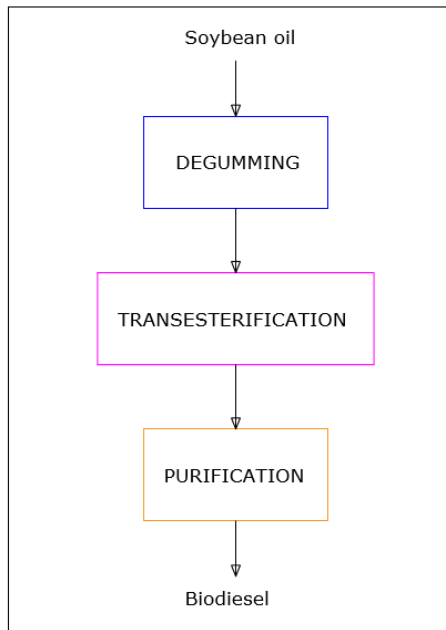 Soybean oil
DEGUMMING
TRANSESTERIFICATION
PURIFICATION
Biodiesel